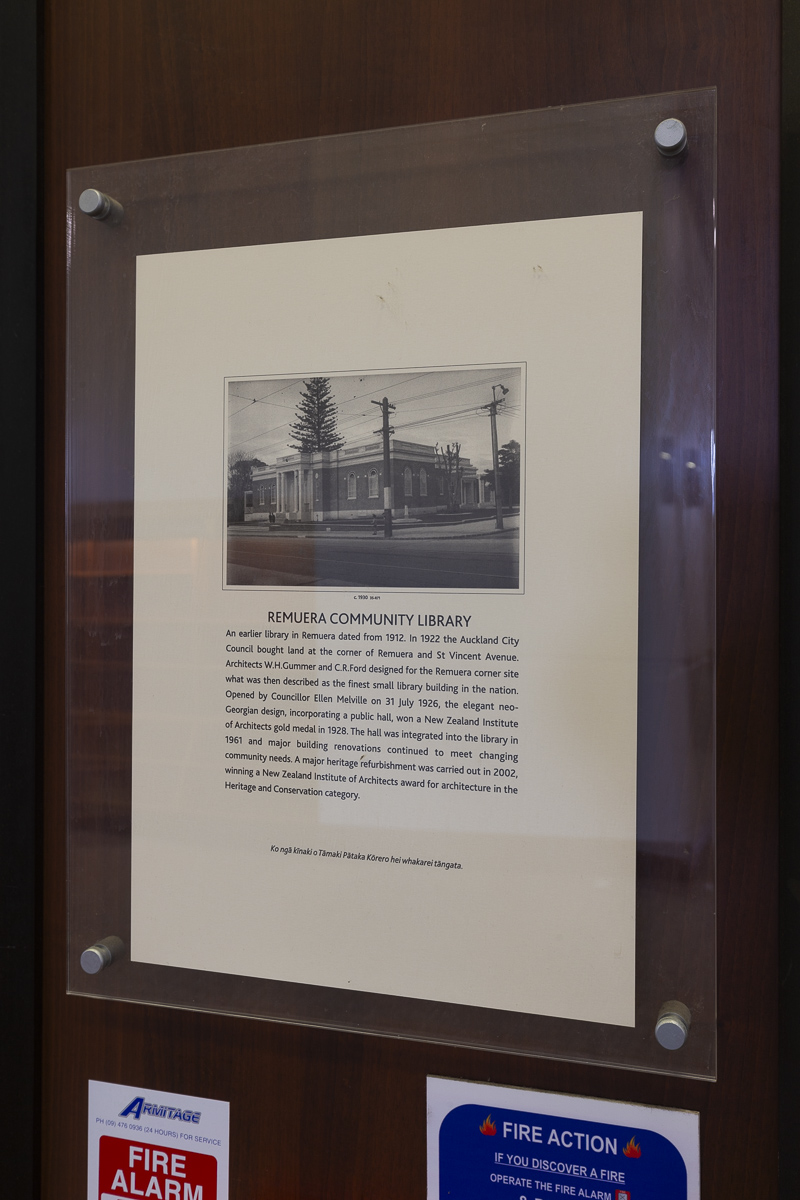 c. 1930
REMUERA COMMUNITY LIBRARY
An earlier library in Remuera dated from 1912. In 1922 the Auckland City
Council bought land at the corner of Remuera and St Vincent Avenue.
Architects W.H.Gummer and C.R.Ford designed for the Remuera corner site
what was then described as the finest small library building in the nation.
Opened by Councillor Ellen Melville on 31 July 1926, the elegant neo-
Georgian design, incorporating a public hall, won a New Zealand Institute
of Architects gold medal in 1928. The hall was integrated into the library in
1961 and major building renovations continued to meet changing
community needs. A major heritage refurbishment was carried out in 2002,
winning a New Zealand Institute of Architects award for architecture in the
Heritage and Conservation category.
Ko ngā kīnaki o Tāmaki Pātaka Kōrero hei whakarei tāngata.
ARMITAGE
PH (09) 476 0936 (24 HOURS) FOR SERVICE
FIRE
ALARM
FIRE ACTION
IF YOU DISCOVER A FIRE
OPERATE THE FIRE ALARM